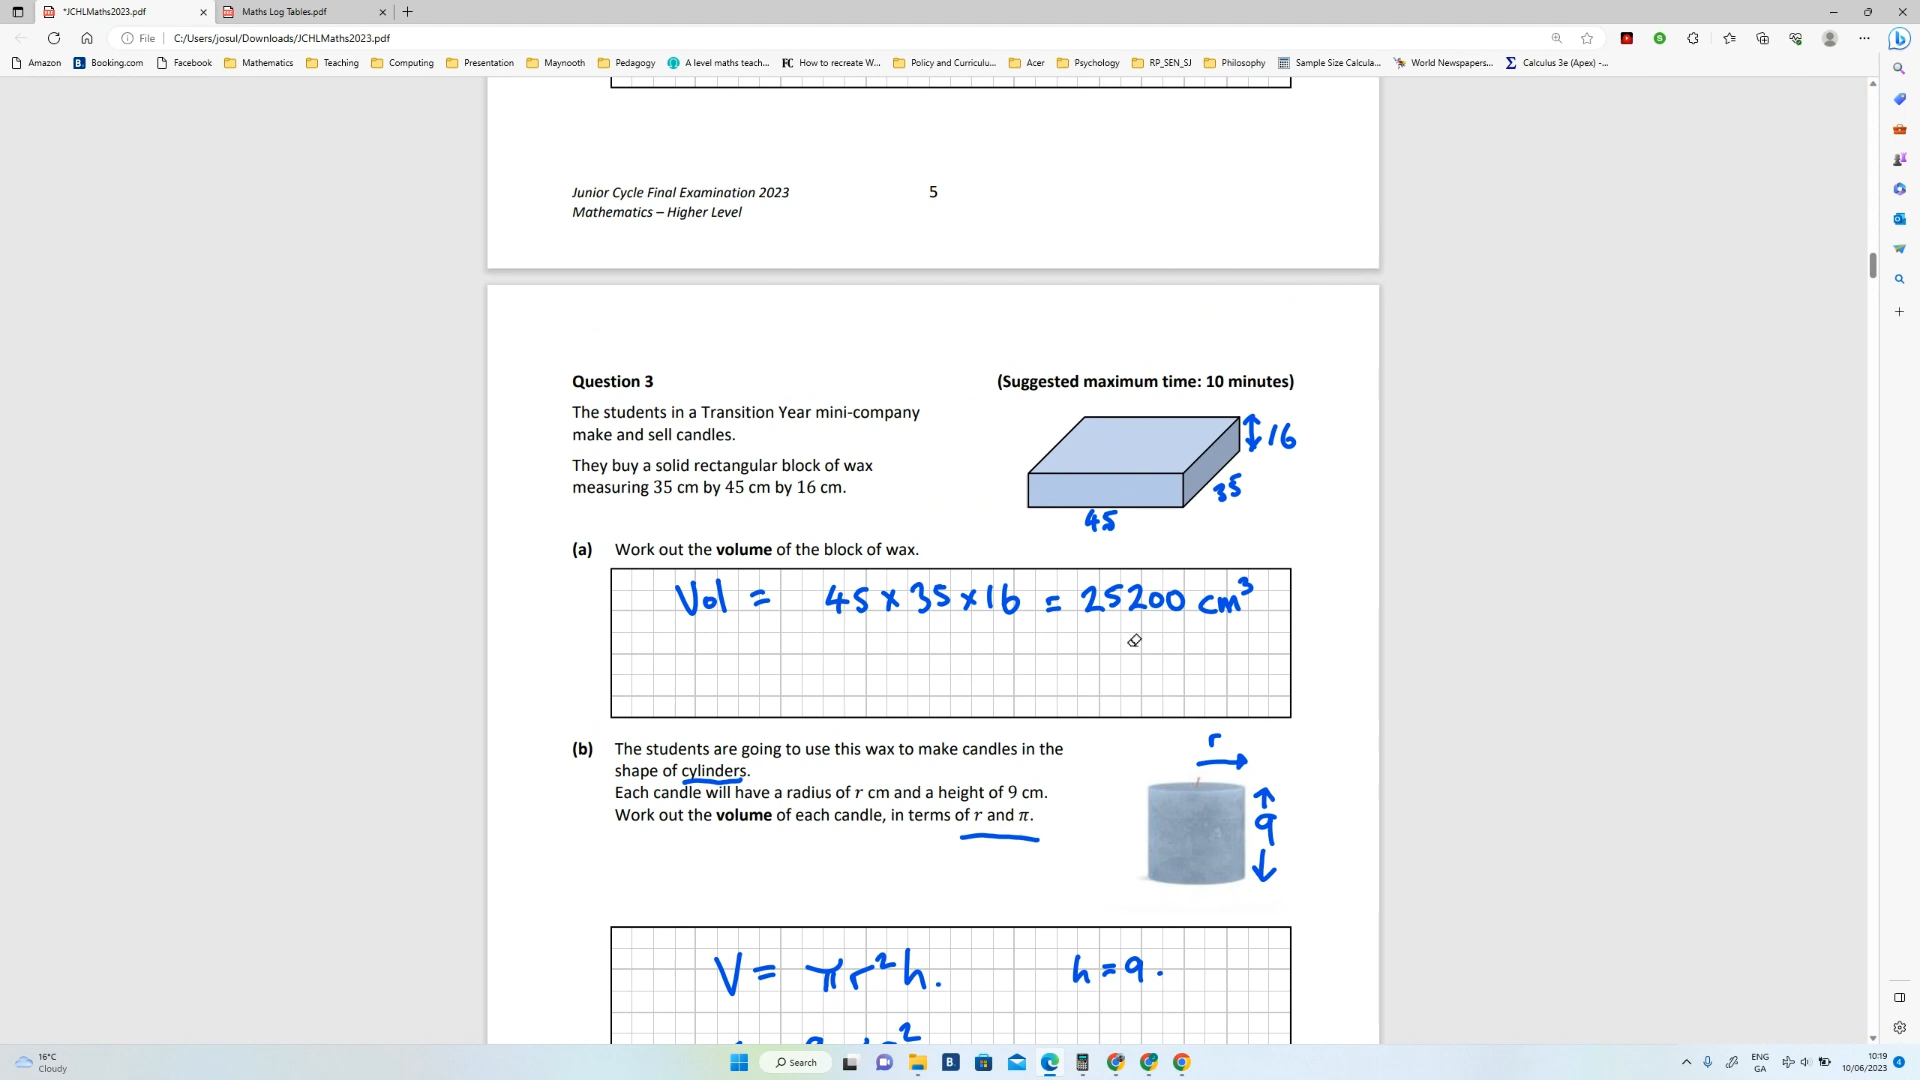 *JCHLMaths2023.pdf
Maths Log Tables.pdf
File
C:/Users/josul/Downloads/JCHLMaths2023.pdf
Amazon
Booking.com
Facebook
Mathematics
Teaching
Computing
Presentation
Maynooth
Pedagogy
A level maths teach...
How to recreate W...
Policy and Curriculu...
Acer
Psychology
RP_SEN_SJ
Philosophy
Sample Size Calcula...
World Newspapers...
Calculus 3e (Apex) -...
Junior Cycle Final Examination 2023
5
Mathematics – Higher Level
Question 3
(Suggested maximum time: 10 minutes)
The students in a Transition Year mini-company
make and sell candles.
They buy a solid rectangular block of wax
measuring 35 cm by 45 cm by 16 cm.
16
35
45
(a) Work out the volume of the block of wax.
Vol = 45 × 35 × 16 = 25200 cm³
(b) The students are going to use this wax to make candles in the
shape of cylinders.
Each candle will have a radius of r cm and a height of 9 cm.
Work out the volume of each candle, in terms of r and π.
r
9
V = πr²h.
h = 9.
16°C
Cloudy
Search
ENG
GA
10:19
10/06/2023
4